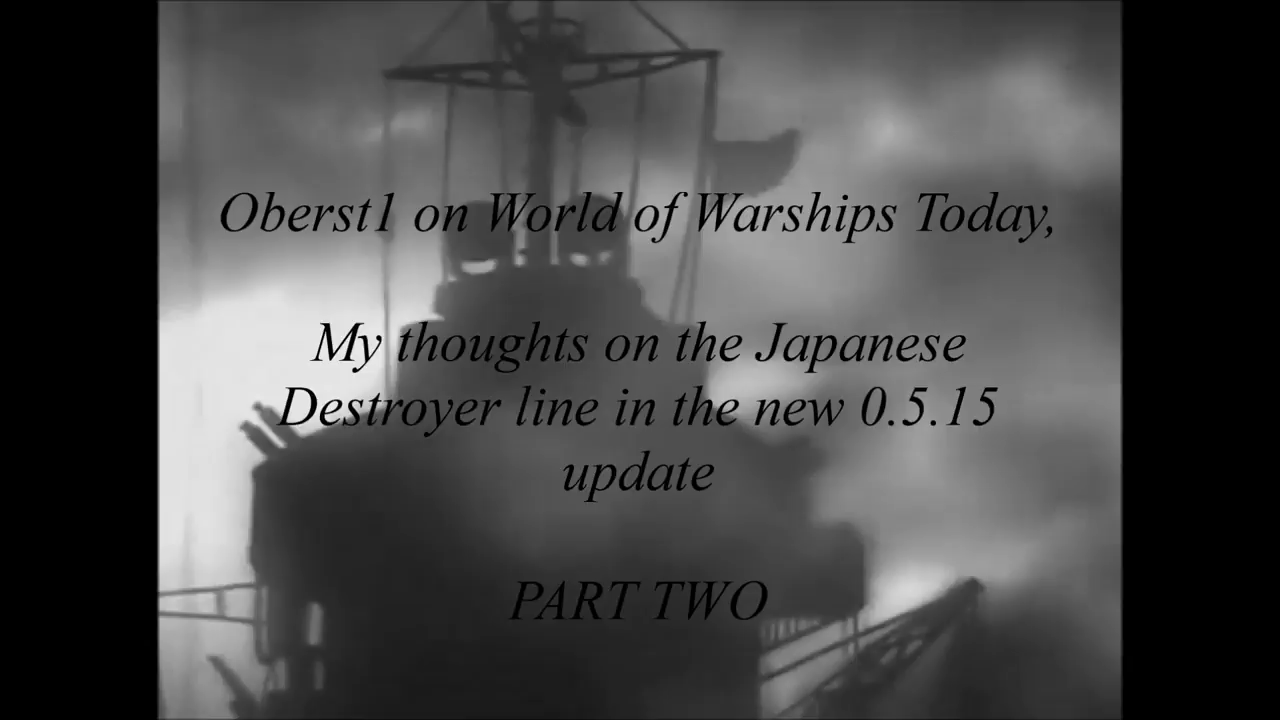 Oberst1 on World of Warships Today,
My thoughts on the Japanese
Destroyer line in the new 0.5.15
update
PART TWO